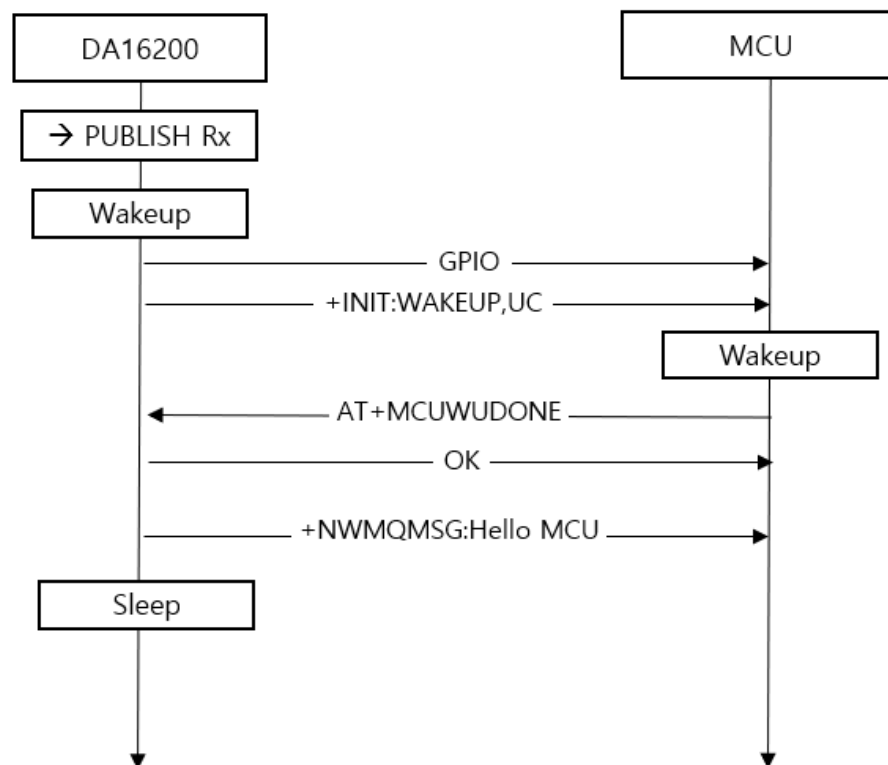 DA16200
MCU
→ PUBLISH Rx
Wakeup
GPIO
+INIT:WAKEUP,UC
Wakeup
AT+MCUWUDONE
OK
+NWMQMSG:Hello MCU
Sleep